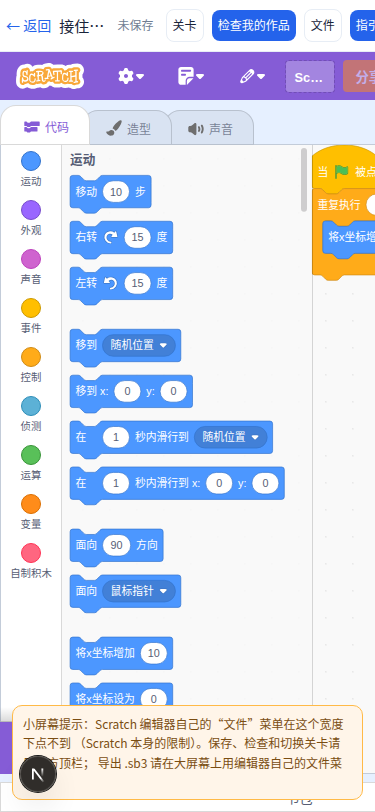 ← 返回 接住… 未保存 关卡 检查我的作品 文件
SCRATCH Sc… 分享
代码 造型 声音
运动
运动
外观
声音
事件
控制
侦测
运算
变量
自制积木
移动 10 步
右转 15 度
左转 15 度
移到 随机位置
移到 x: 0 y: 0
在 1 秒内滑行到 随机位置
在 1 秒内滑行到 x: 0 y: 0
面向 90 方向
面向 鼠标指针
将x坐标增加 10
将x坐标设为 0
当 被点
重复执行
将x坐标增
小屏幕提示：Scratch 编辑器自己的“文件”菜单在这个宽度
下点不到 （Scratch 本身的限制）。保存、检查和切换关卡请
方顶栏； 导出 .sb3 请在大屏幕上用编辑器自己的文件菜
N